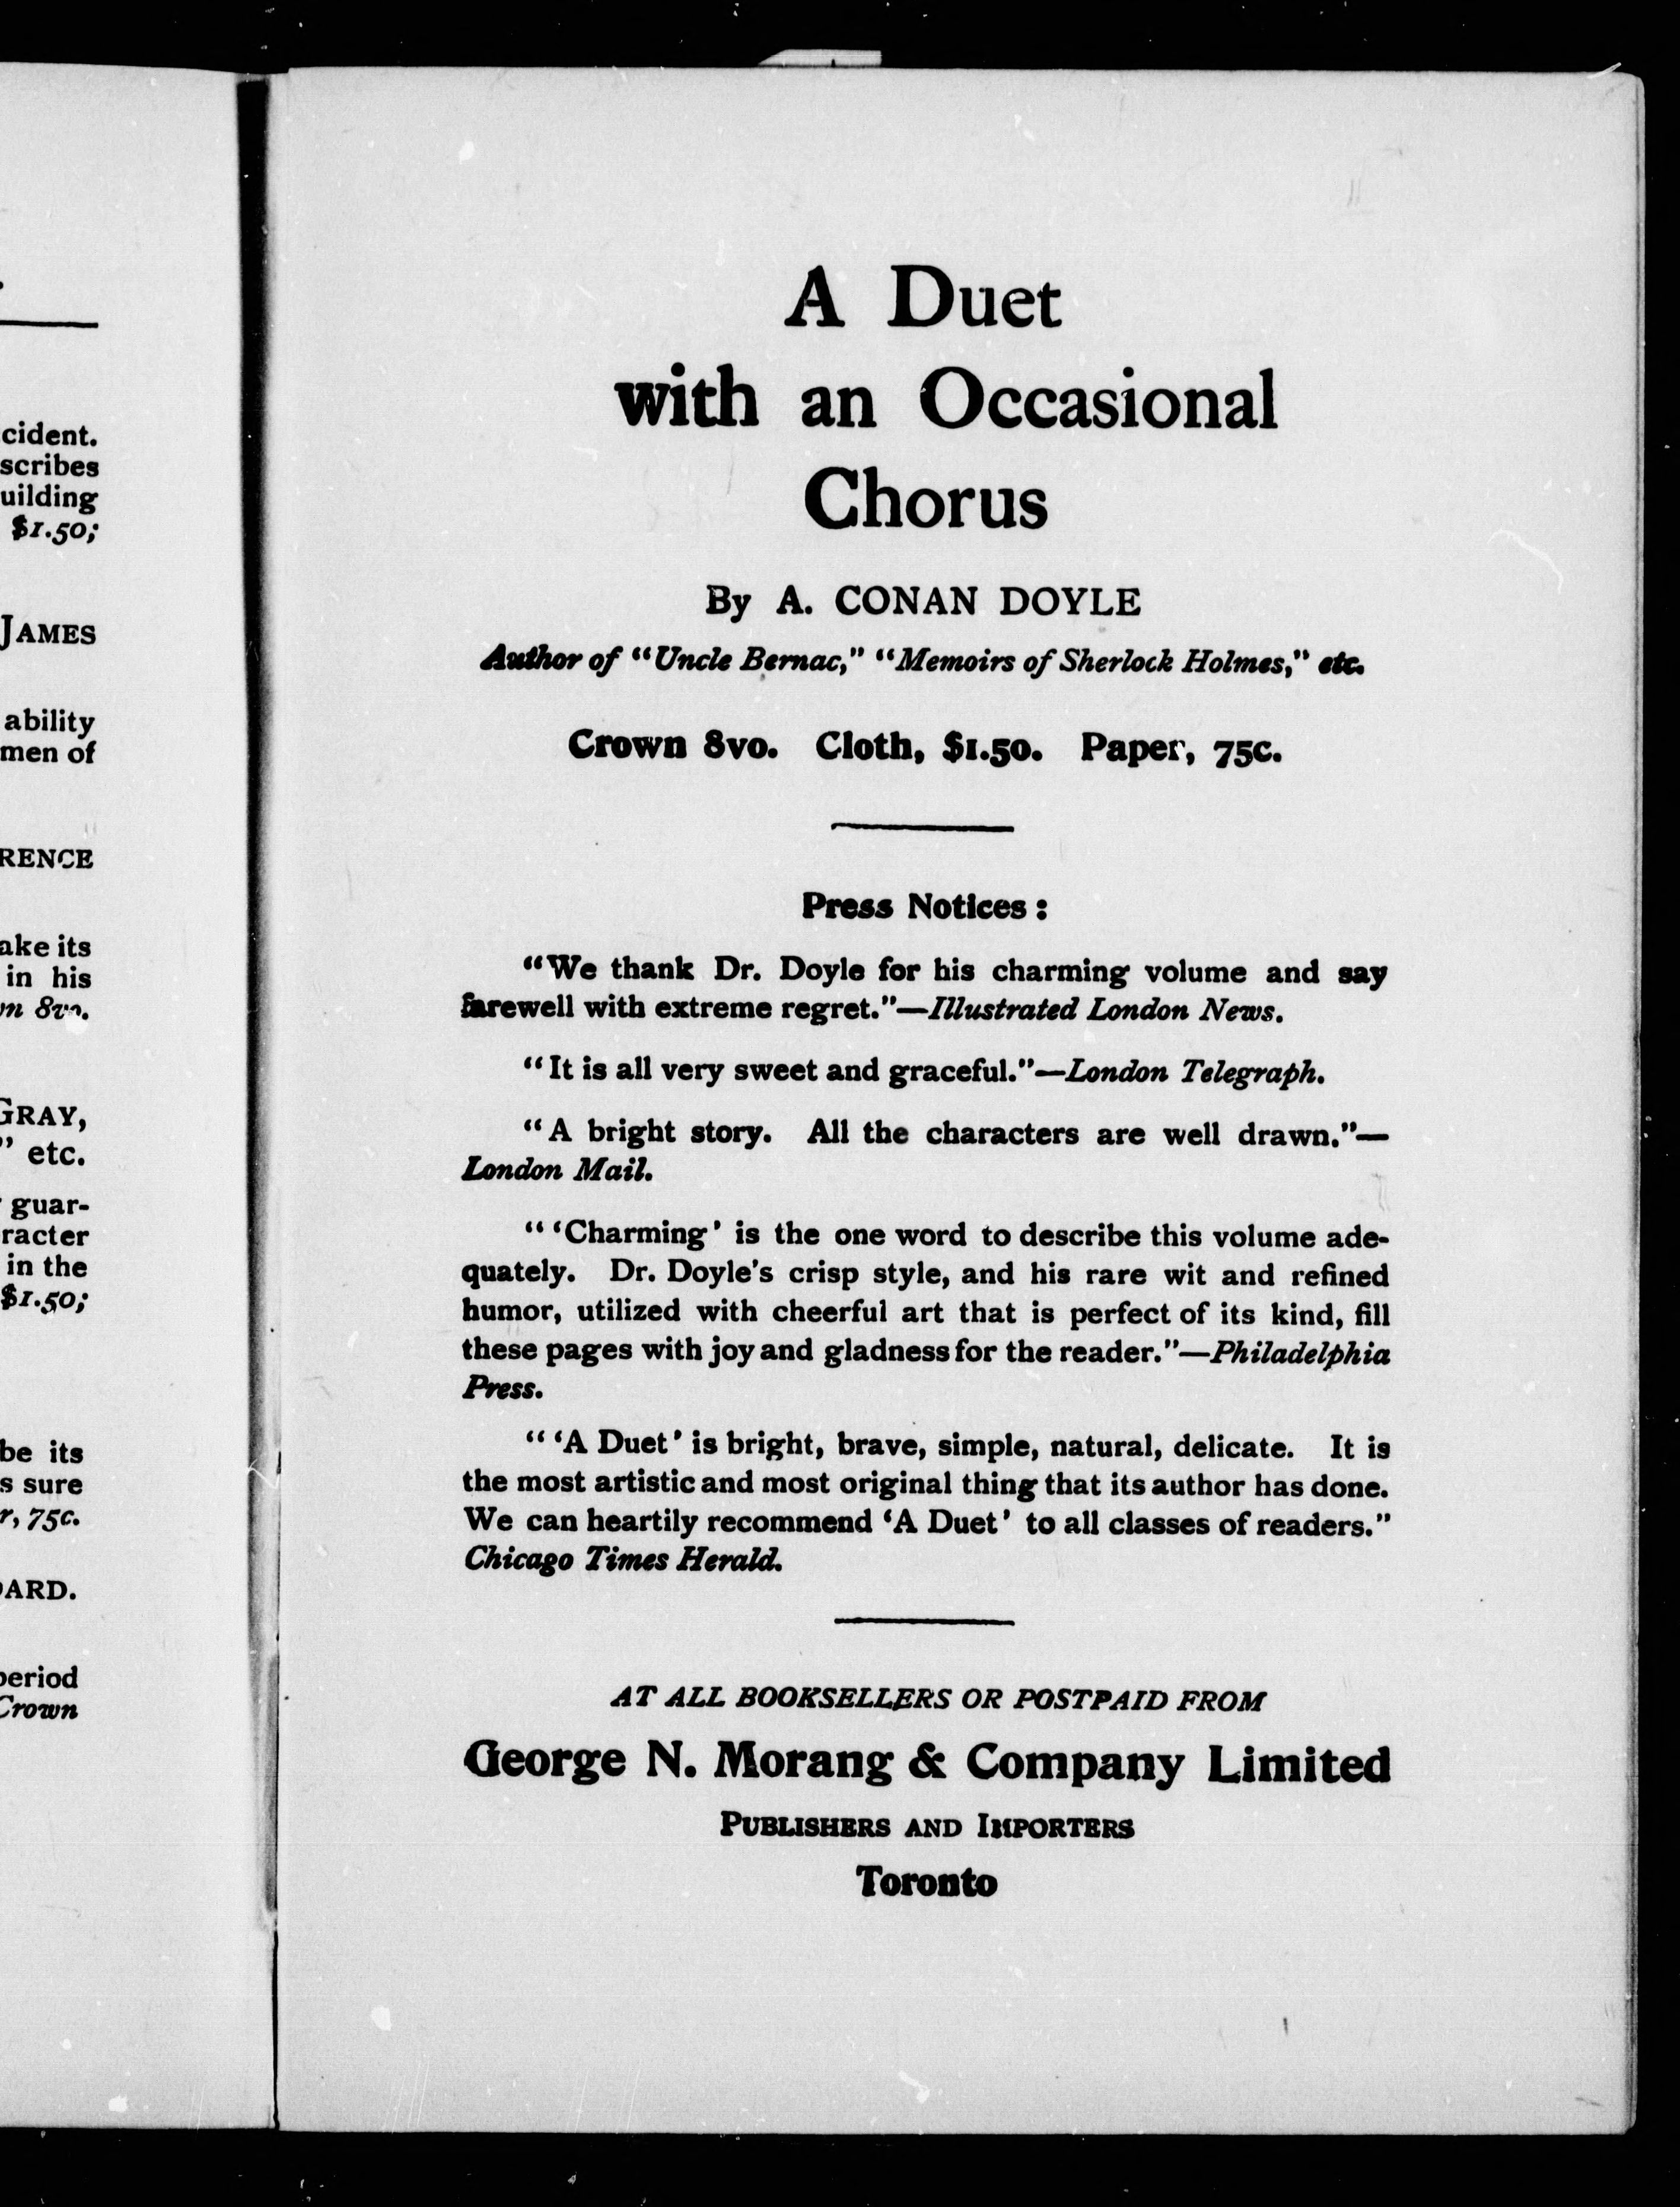 cident.
scribes
uilding
$1.50;
JAMES
ability
men of
RENCE
ake its
in his
8vo.
GRAY,
" etc.
guar-
racter
in the
$1.50;
be its
s sure
r, 75c.
ARD.
period
Crown
A Duet
with an Occasional
Chorus
By A. CONAN DOYLE
Author of "Uncle Bernac," "Memoirs of Sherlock Holmes," etc.
Crown 8vo. Cloth, $1.50. Paper, 75c.
Press Notices:
"We thank Dr. Doyle for his charming volume and say
farewell with extreme regret."—Illustrated London News.
"It is all very sweet and graceful."—London Telegraph.
"A bright story. All the characters are well drawn."—
London Mail.
"'Charming' is the one word to describe this volume ade-
quately. Dr. Doyle's crisp style, and his rare wit and refined
humor, utilized with cheerful art that is perfect of its kind, fill
these pages with joy and gladness for the reader."—Philadelphia
Press.
"'A Duet' is bright, brave, simple, natural, delicate. It is
the most artistic and most original thing that its author has done.
We can heartily recommend 'A Duet' to all classes of readers."
Chicago Times Herald.
AT ALL BOOKSELLERS OR POSTPAID FROM
George N. Morang & Company Limited
PUBLISHERS AND IMPORTERS
Toronto